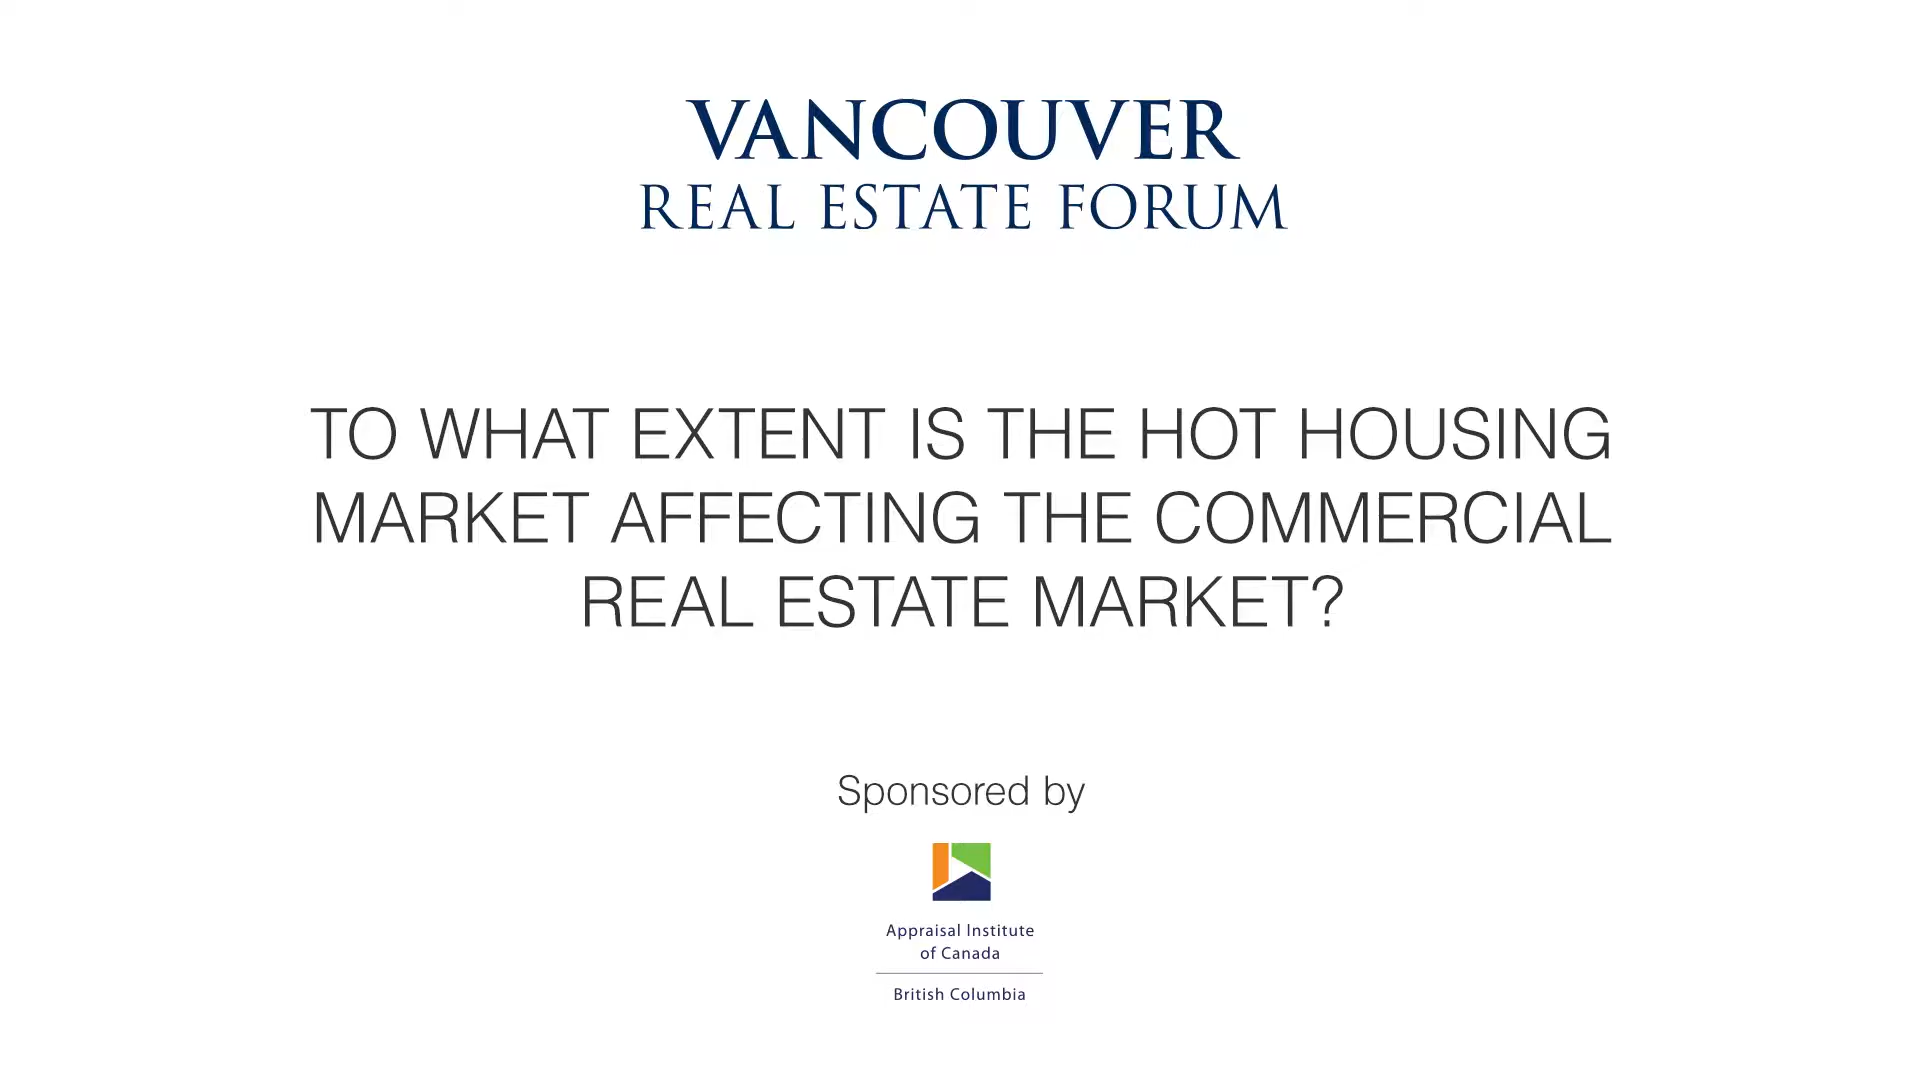 VANCOUVER
REAL ESTATE FORUM
TO WHAT EXTENT IS THE HOT HOUSING
MARKET AFFECTING THE COMMERCIAL
REAL ESTATE MARKET?
Sponsored by
Appraisal Institute
of Canada
British Columbia